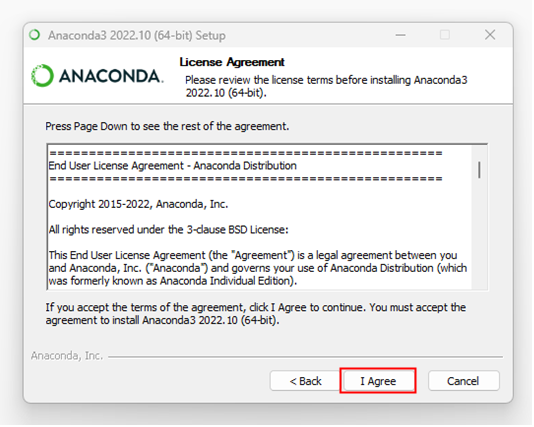 Anaconda3 2022.10 (64-bit) Setup
ANACONDA.
License Agreement
Please review the license terms before installing Anaconda3
2022.10 (64-bit).
Press Page Down to see the rest of the agreement.
====================================================
End User License Agreement - Anaconda Distribution
====================================================
Copyright 2015-2022, Anaconda, Inc.
All rights reserved under the 3-clause BSD License:
This End User License Agreement (the "Agreement") is a legal agreement between you
and Anaconda, Inc. ("Anaconda") and governs your use of Anaconda Distribution (which
was formerly known as Anaconda Individual Edition).
If you accept the terms of the agreement, click I Agree to continue. You must accept the
agreement to install Anaconda3 2022.10 (64-bit).
Anaconda, Inc.
< Back
I Agree
Cancel